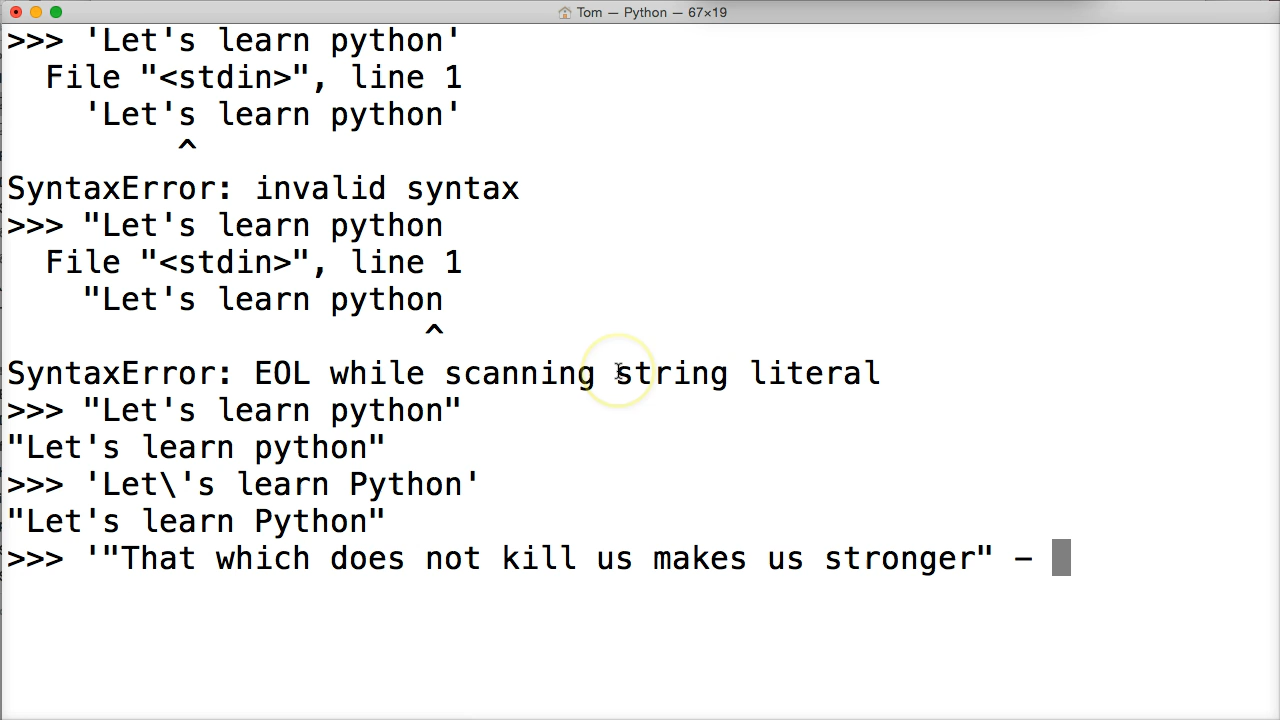 Tom — Python — 67×19
>>> 'Let's learn python'
  File "<stdin>", line 1
    'Let's learn python'
         ^
SyntaxError: invalid syntax
>>> "Let's learn python
  File "<stdin>", line 1
    "Let's learn python
                      ^
SyntaxError: EOL while scanning string literal
>>> "Let's learn python"
"Let's learn python"
>>> 'Let\'s learn Python'
"Let's learn Python"
>>> '"That which does not kill us makes us stronger" -